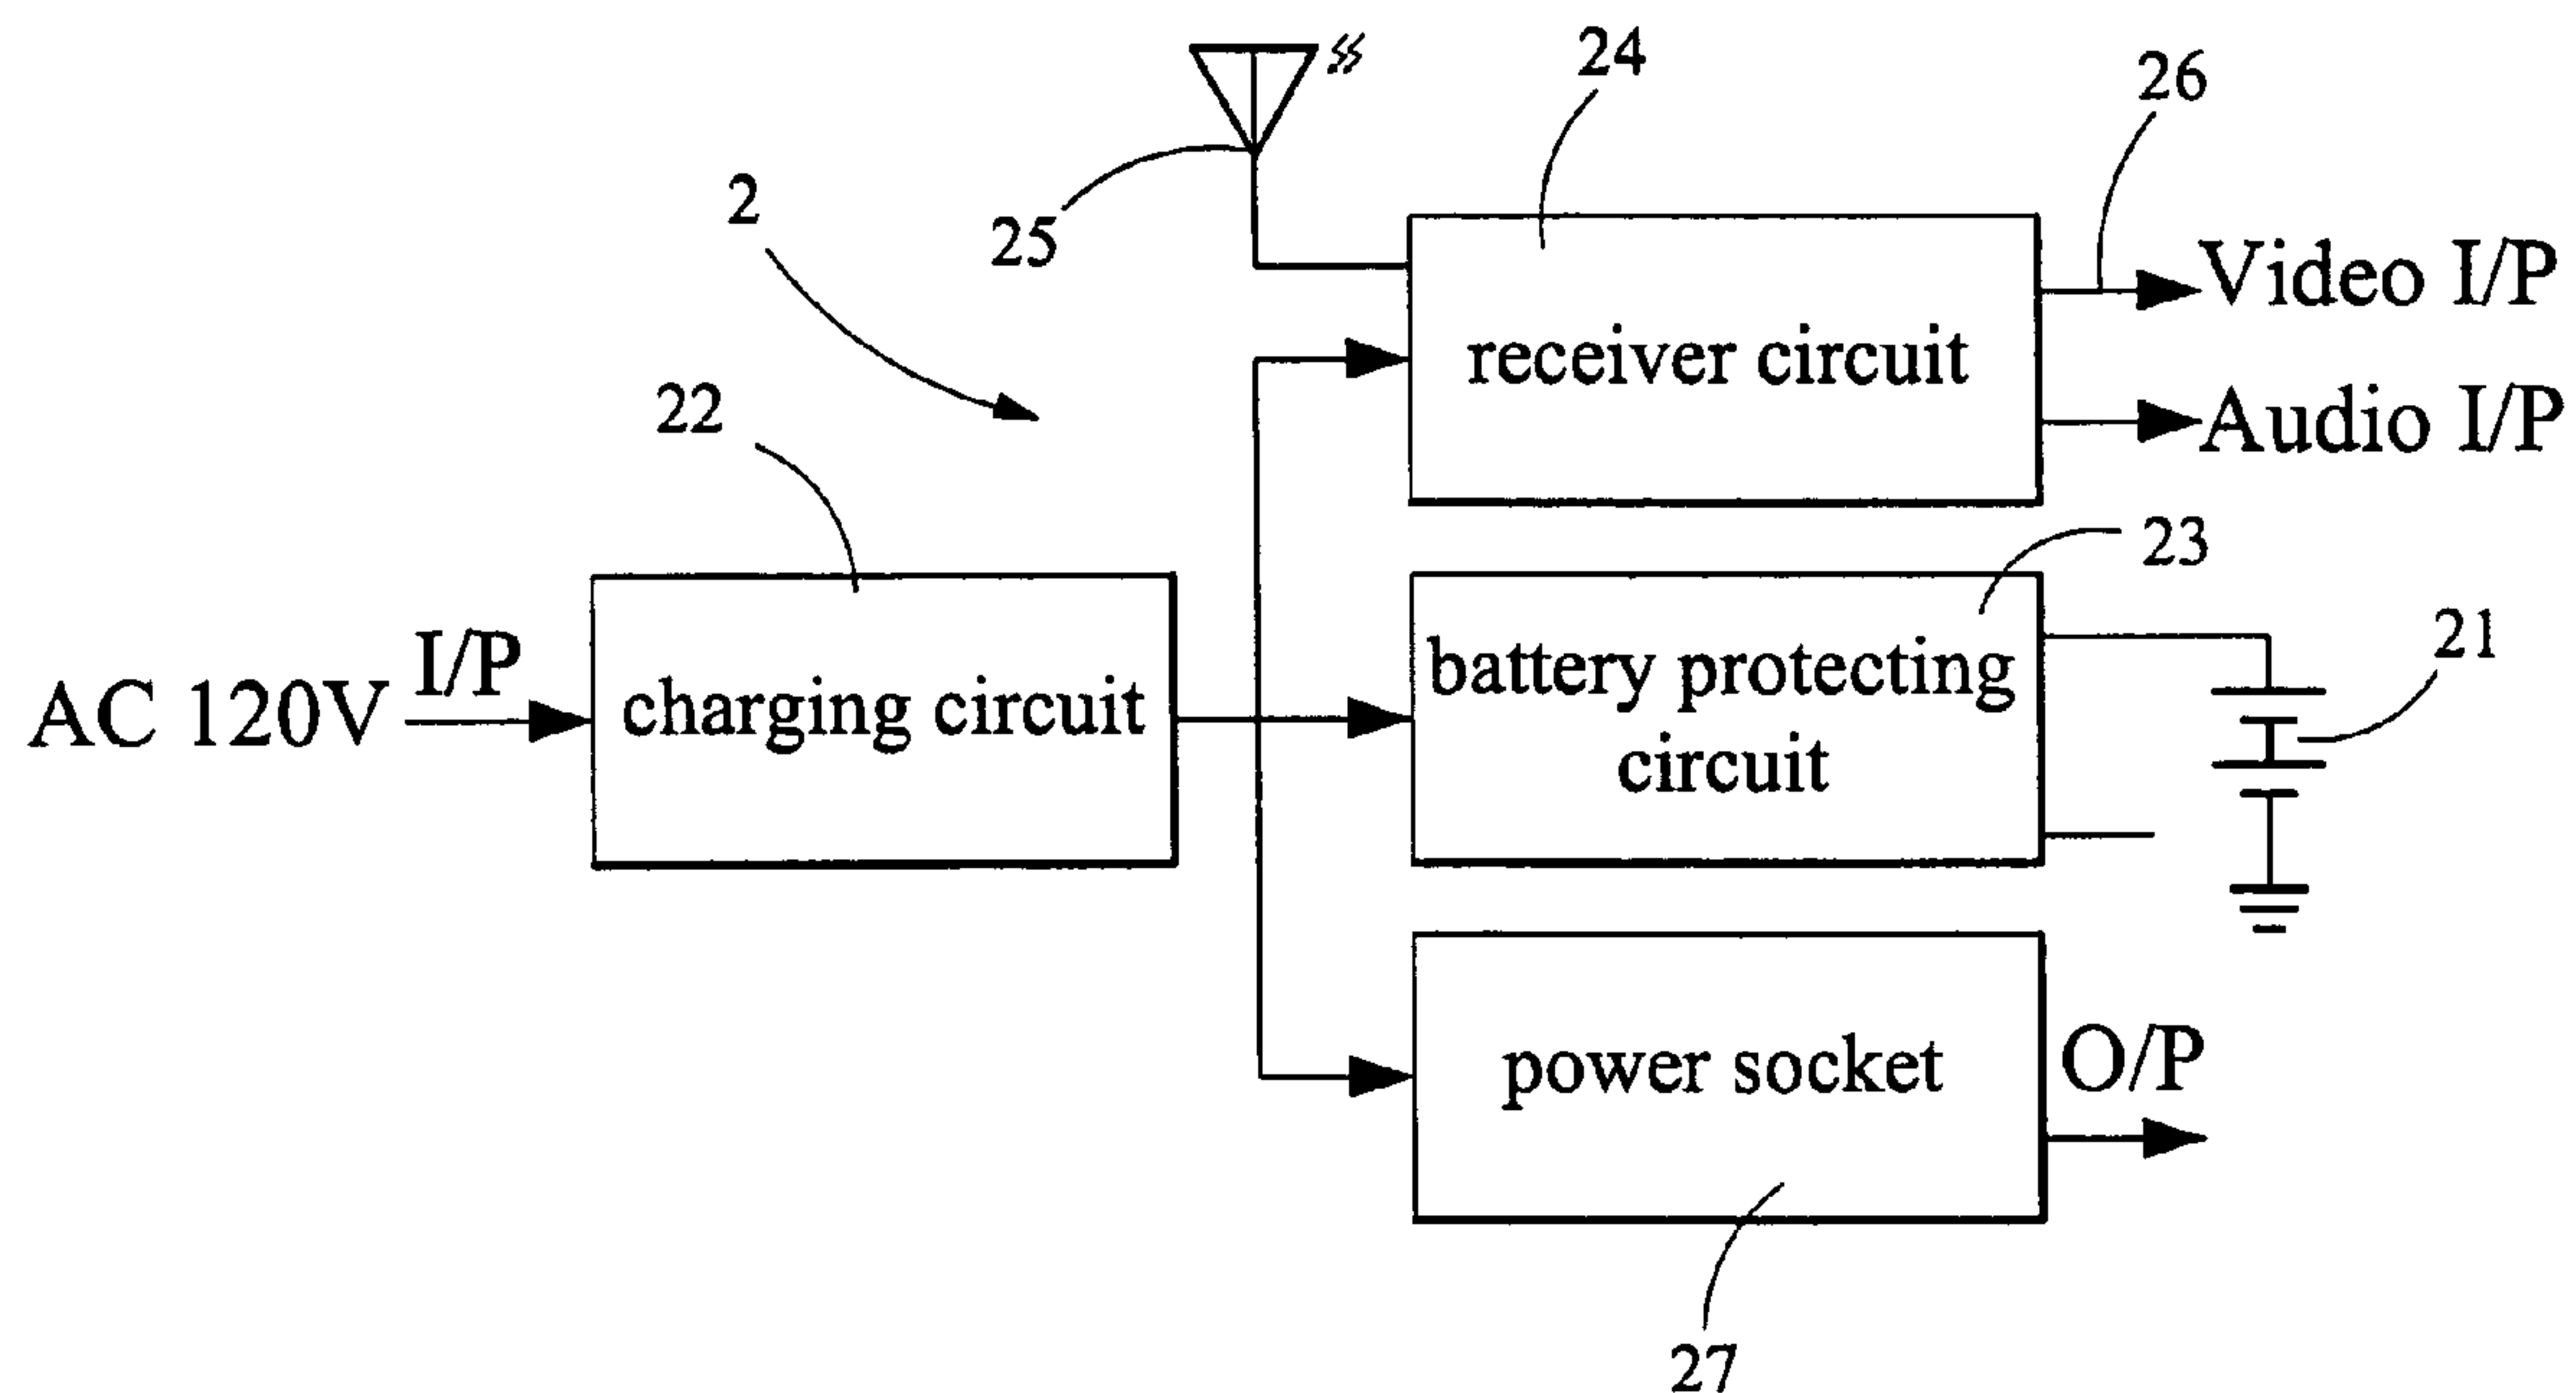 24
26
2
25
Video I/P
receiver circuit
22
Audio I/P
23
I/P
AC 120V
charging circuit
battery protecting
circuit
21
power socket
O/P
27